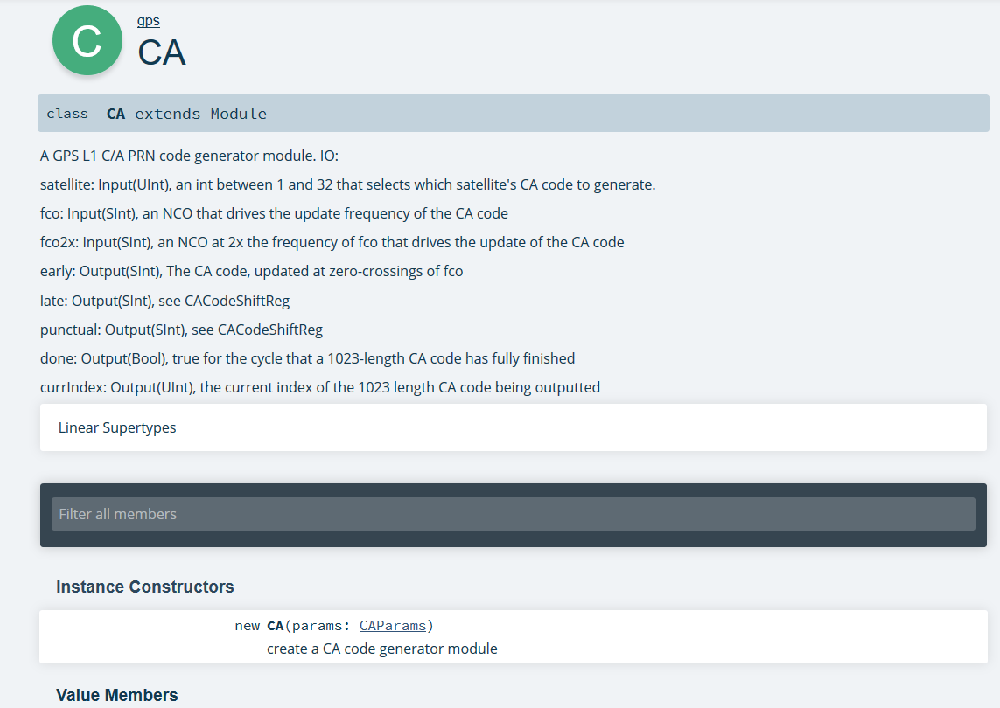 C
gps
CA
class CA extends Module
A GPS L1 C/A PRN code generator module. IO:
satellite: Input(UInt), an int between 1 and 32 that selects which satellite's CA code to generate.
fco: Input(SInt), an NCO that drives the update frequency of the CA code
fco2x: Input(SInt), an NCO at 2x the frequency of fco that drives the update of the CA code
early: Output(SInt), The CA code, updated at zero-crossings of fco
late: Output(SInt), see CACodeShiftReg
punctual: Output(SInt), see CACodeShiftReg
done: Output(Bool), true for the cycle that a 1023-length CA code has fully finished
currIndex: Output(UInt), the current index of the 1023 length CA code being outputted
Linear Supertypes
Filter all members
Instance Constructors
new CA(params: CAParams)
create a CA code generator module
Value Members